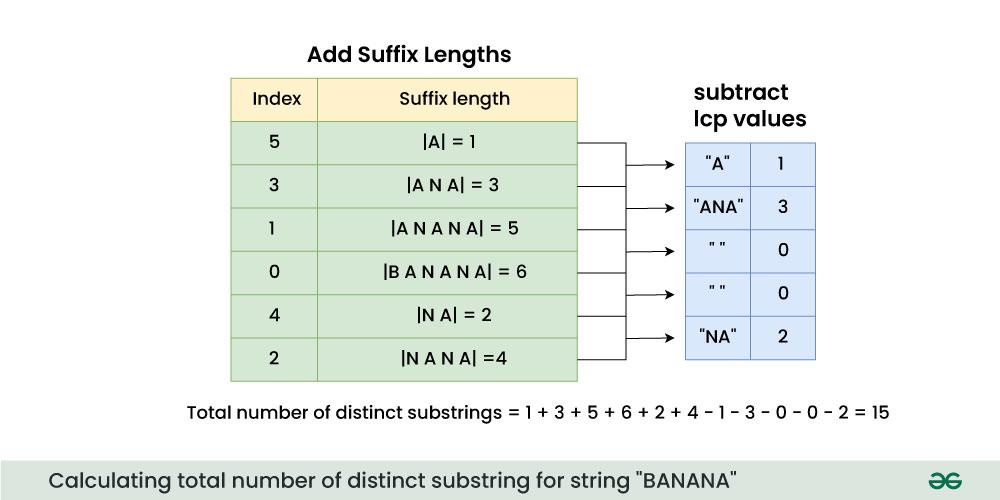 Add Suffix Lengths
Index Suffix length
5 |A| = 1
3 |A N A| = 3
1 |A N A N A| = 5
0 |B A N A N A| = 6
4 |N A| = 2
2 |N A N A| =4
subtract
lcp values
"A" 1
"ANA" 3
" " 0
" " 0
"NA" 2
Total number of distinct substrings = 1 + 3 + 5 + 6 + 2 + 4 - 1 - 3 - 0 - 0 - 2 = 15
Calculating total number of distinct substring for string "BANANA"